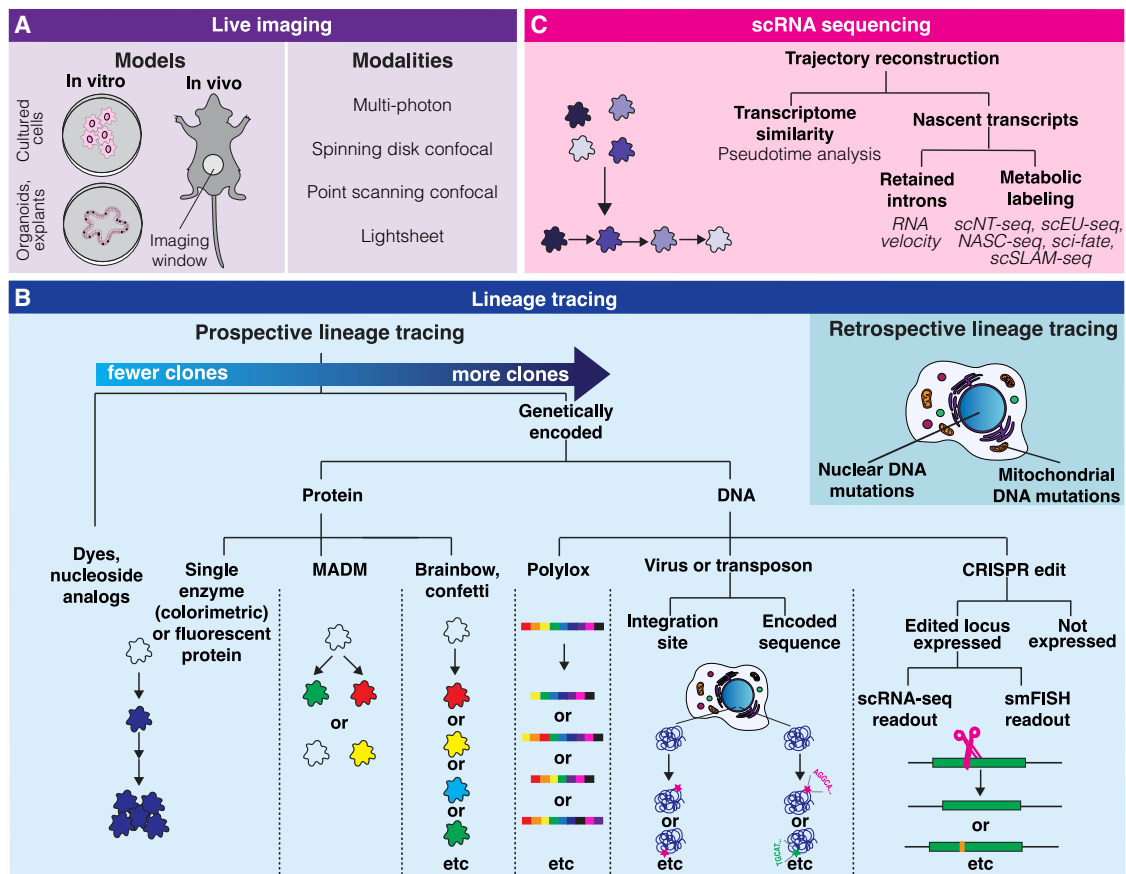 A
Live imaging
Models
In vitro
In vivo
Cultured
cells
Organoids,
explants
Imaging
window
Modalities
Multi-photon
Spinning disk confocal
Point scanning confocal
Lightsheet
C
scRNA sequencing
Trajectory reconstruction
Transcriptome
similarity
Pseudotime analysis
Nascent transcripts
Retained
introns
RNA
velocity
Metabolic
labeling
scNT-seq, scEU-seq,
NASC-seq, sci-fate,
scSLAM-seq
B
Lineage tracing
Prospective lineage tracing
fewer clones
more clones
Genetically
encoded
Protein
DNA
Dyes,
nucleoside
analogs
Single
enzyme
(colorimetric)
or fluorescent
protein
MADM
or
Brainbow,
confetti
or
or
or
etc
Polylox
or
or
or
etc
Virus or transposon
Integration
site
Encoded
sequence
or
etc
AGGCA...
or
TGCAT...
etc
CRISPR edit
Edited locus
expressed
Not
expressed
scRNA-seq
readout
smFISH
readout
or
etc
Retrospective lineage tracing
Nuclear DNA
mutations
Mitochondrial
DNA mutations